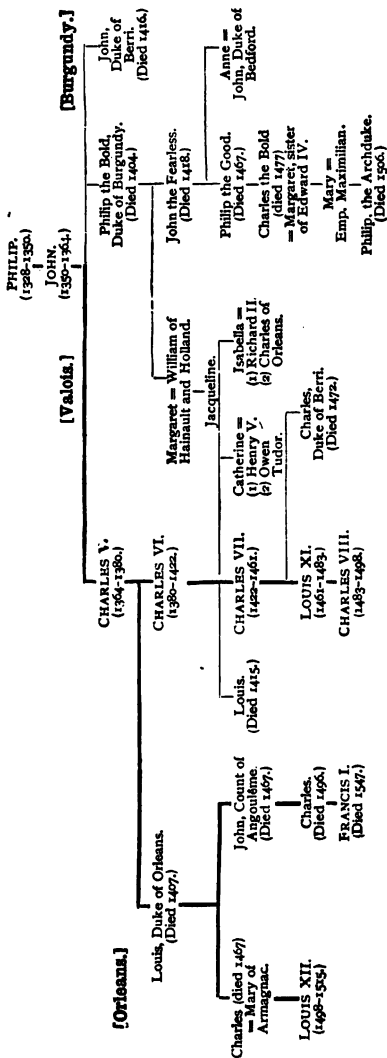 PHILIP.
(1328-1350.)
JOHN.
(1350-1364.)
[Orleans.]
[Valois.]
[Burgundy.]
CHARLES V.
(1364-1380.)
Philip the Bold,
Duke of Burgundy.
(Died 1404.)
John,
Duke of
Berri.
(Died 1416.)
Louis, Duke of Orleans.
(Died 1407.)
CHARLES VI.
(1380-1422.)
Margaret = William of
Hainault and Holland.
John the Fearless.
(Died 1418.)
Jacqueline.
Charles (died 1467)
= Mary of
Armagnac.
John, Count of
Angoulême.
(Died 1467.)
Louis.
(Died 1415.)
CHARLES VII.
(1422-1461.)
Catherine =
(1) Henry V.
(2) Owen
Tudor.
Isabella =
(1) Richard II.
(2) Charles of
Orleans.
Philip the Good.
(Died 1467.)
Anne =
John, Duke of
Bedford.
LOUIS XII.
(1498-1515.)
Charles.
(Died 1496.)
LOUIS XI.
(1461-1483.)
Charles,
Duke of Berri.
(Died 1472.)
Charles the Bold
(died 1477)
= Margaret, sister
of Edward IV.
FRANCIS I.
(Died 1547.)
CHARLES VIII.
(1483-1498.)
Mary =
Emp. Maximilian.
Philip, the Archduke.
(Died 1506.)